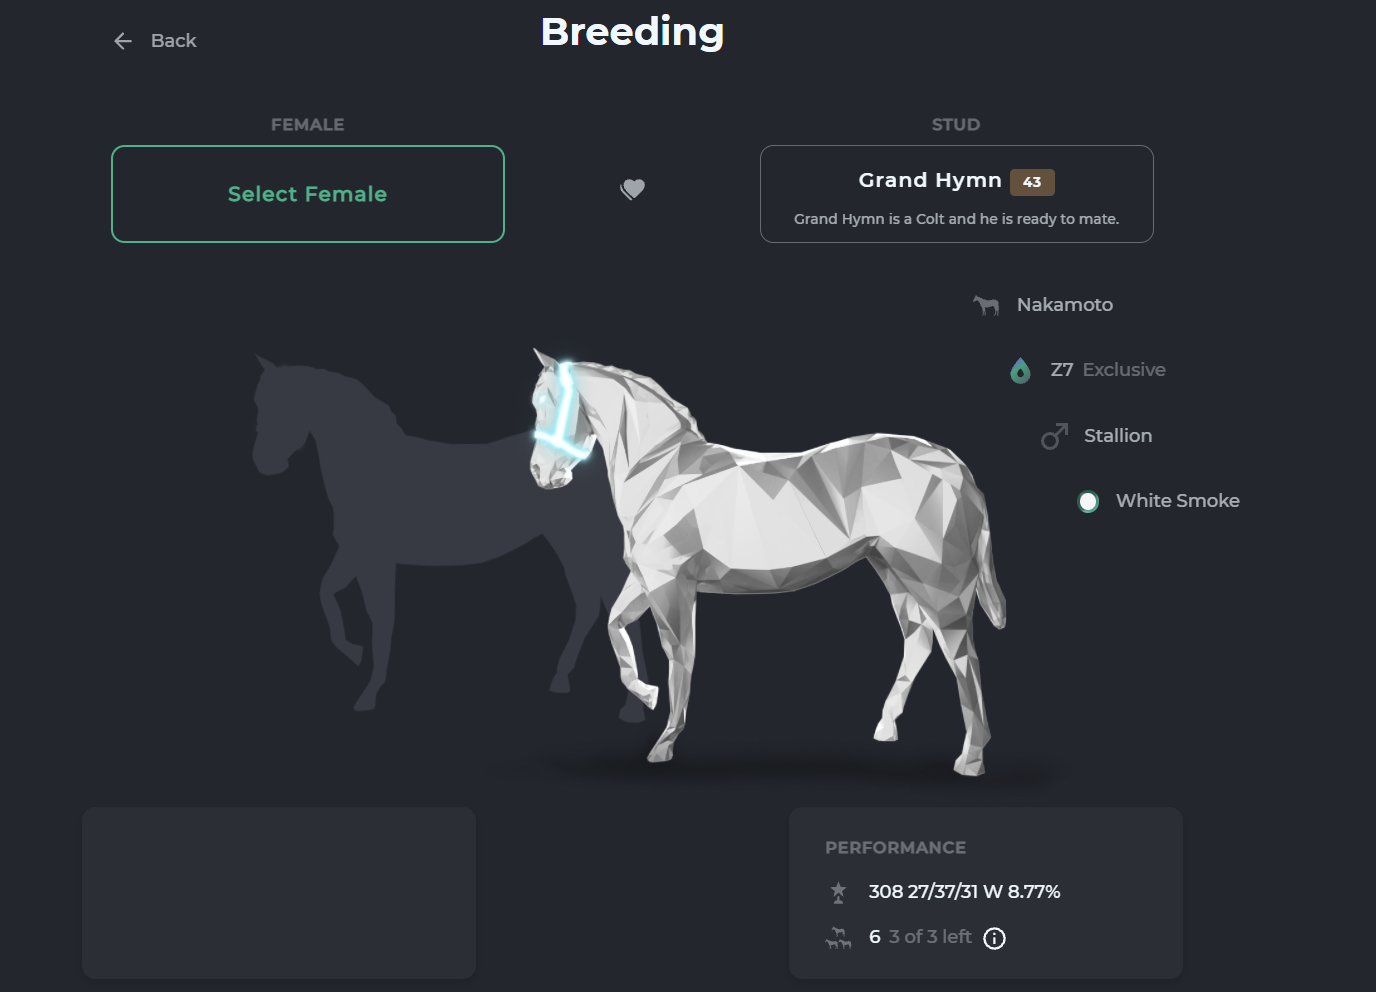 Back
Breeding
FEMALE
Select Female
STUD
Grand Hymn 43
Grand Hymn is a Colt and he is ready to mate.
Nakamoto
Z7 Exclusive
Stallion
White Smoke
PERFORMANCE
308 27/37/31 W 8.77%
6 3 of 3 left